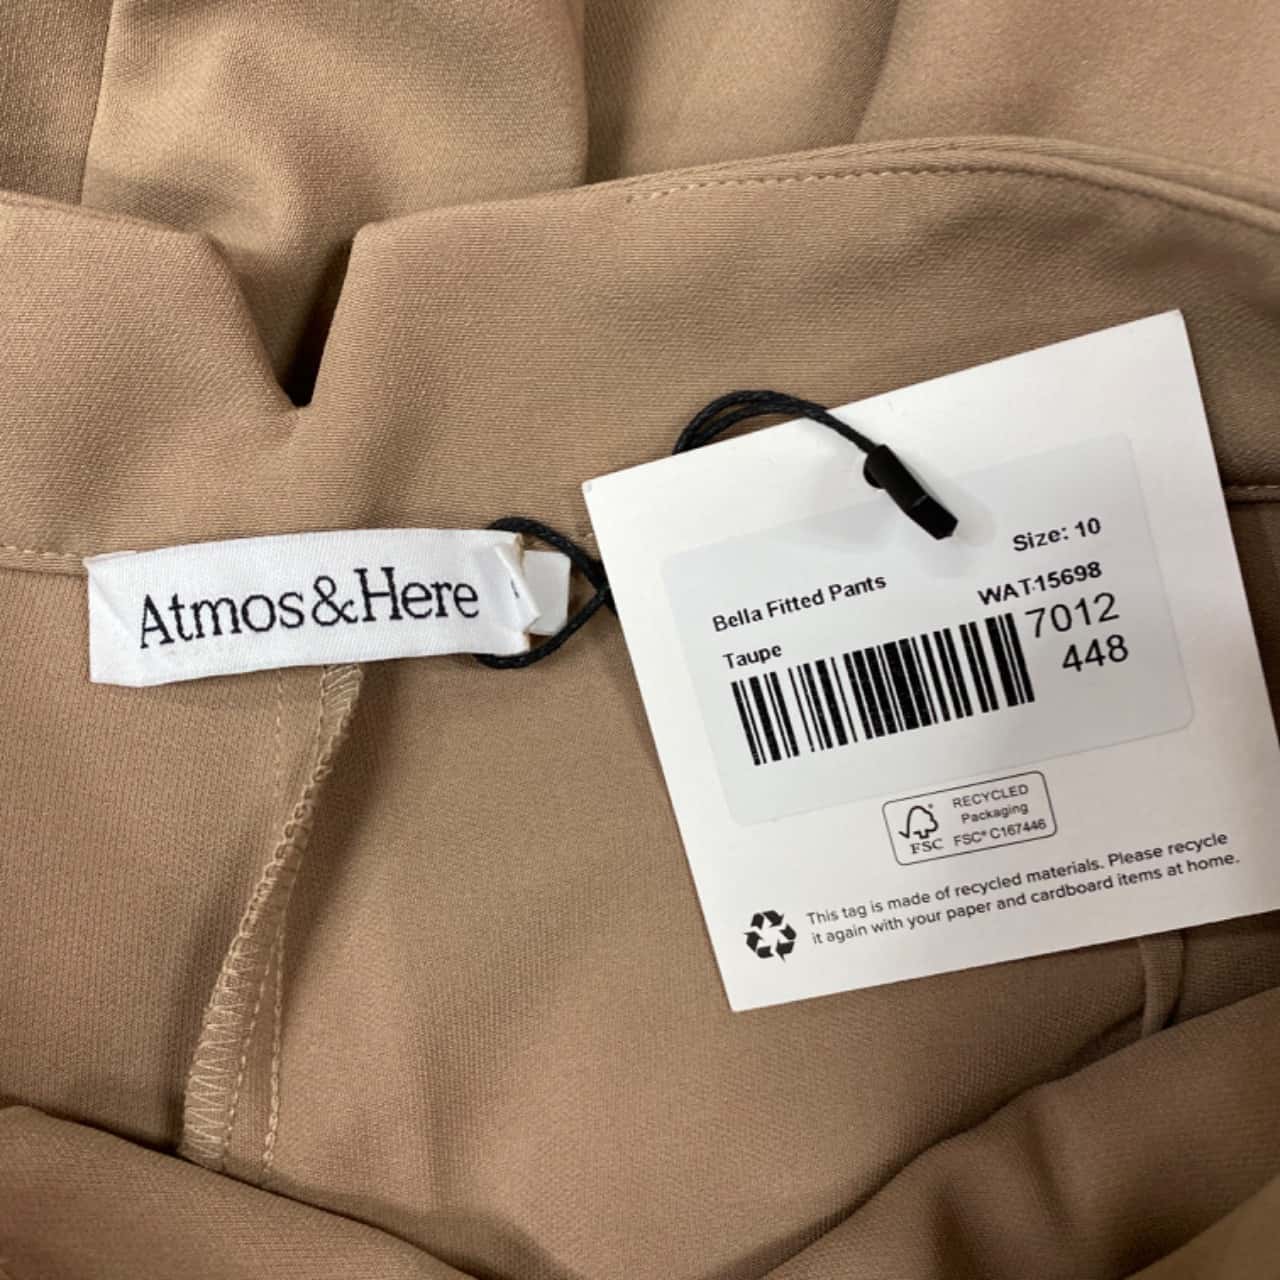 Atmos&Here
Size: 10
Bella Fitted Pants
WAT15698
Taupe
7012
448
RECYCLED
Packaging
FSC® C167446
FSC®
This tag is made of recycled materials. Please recycle
it again with your paper and cardboard items at home.